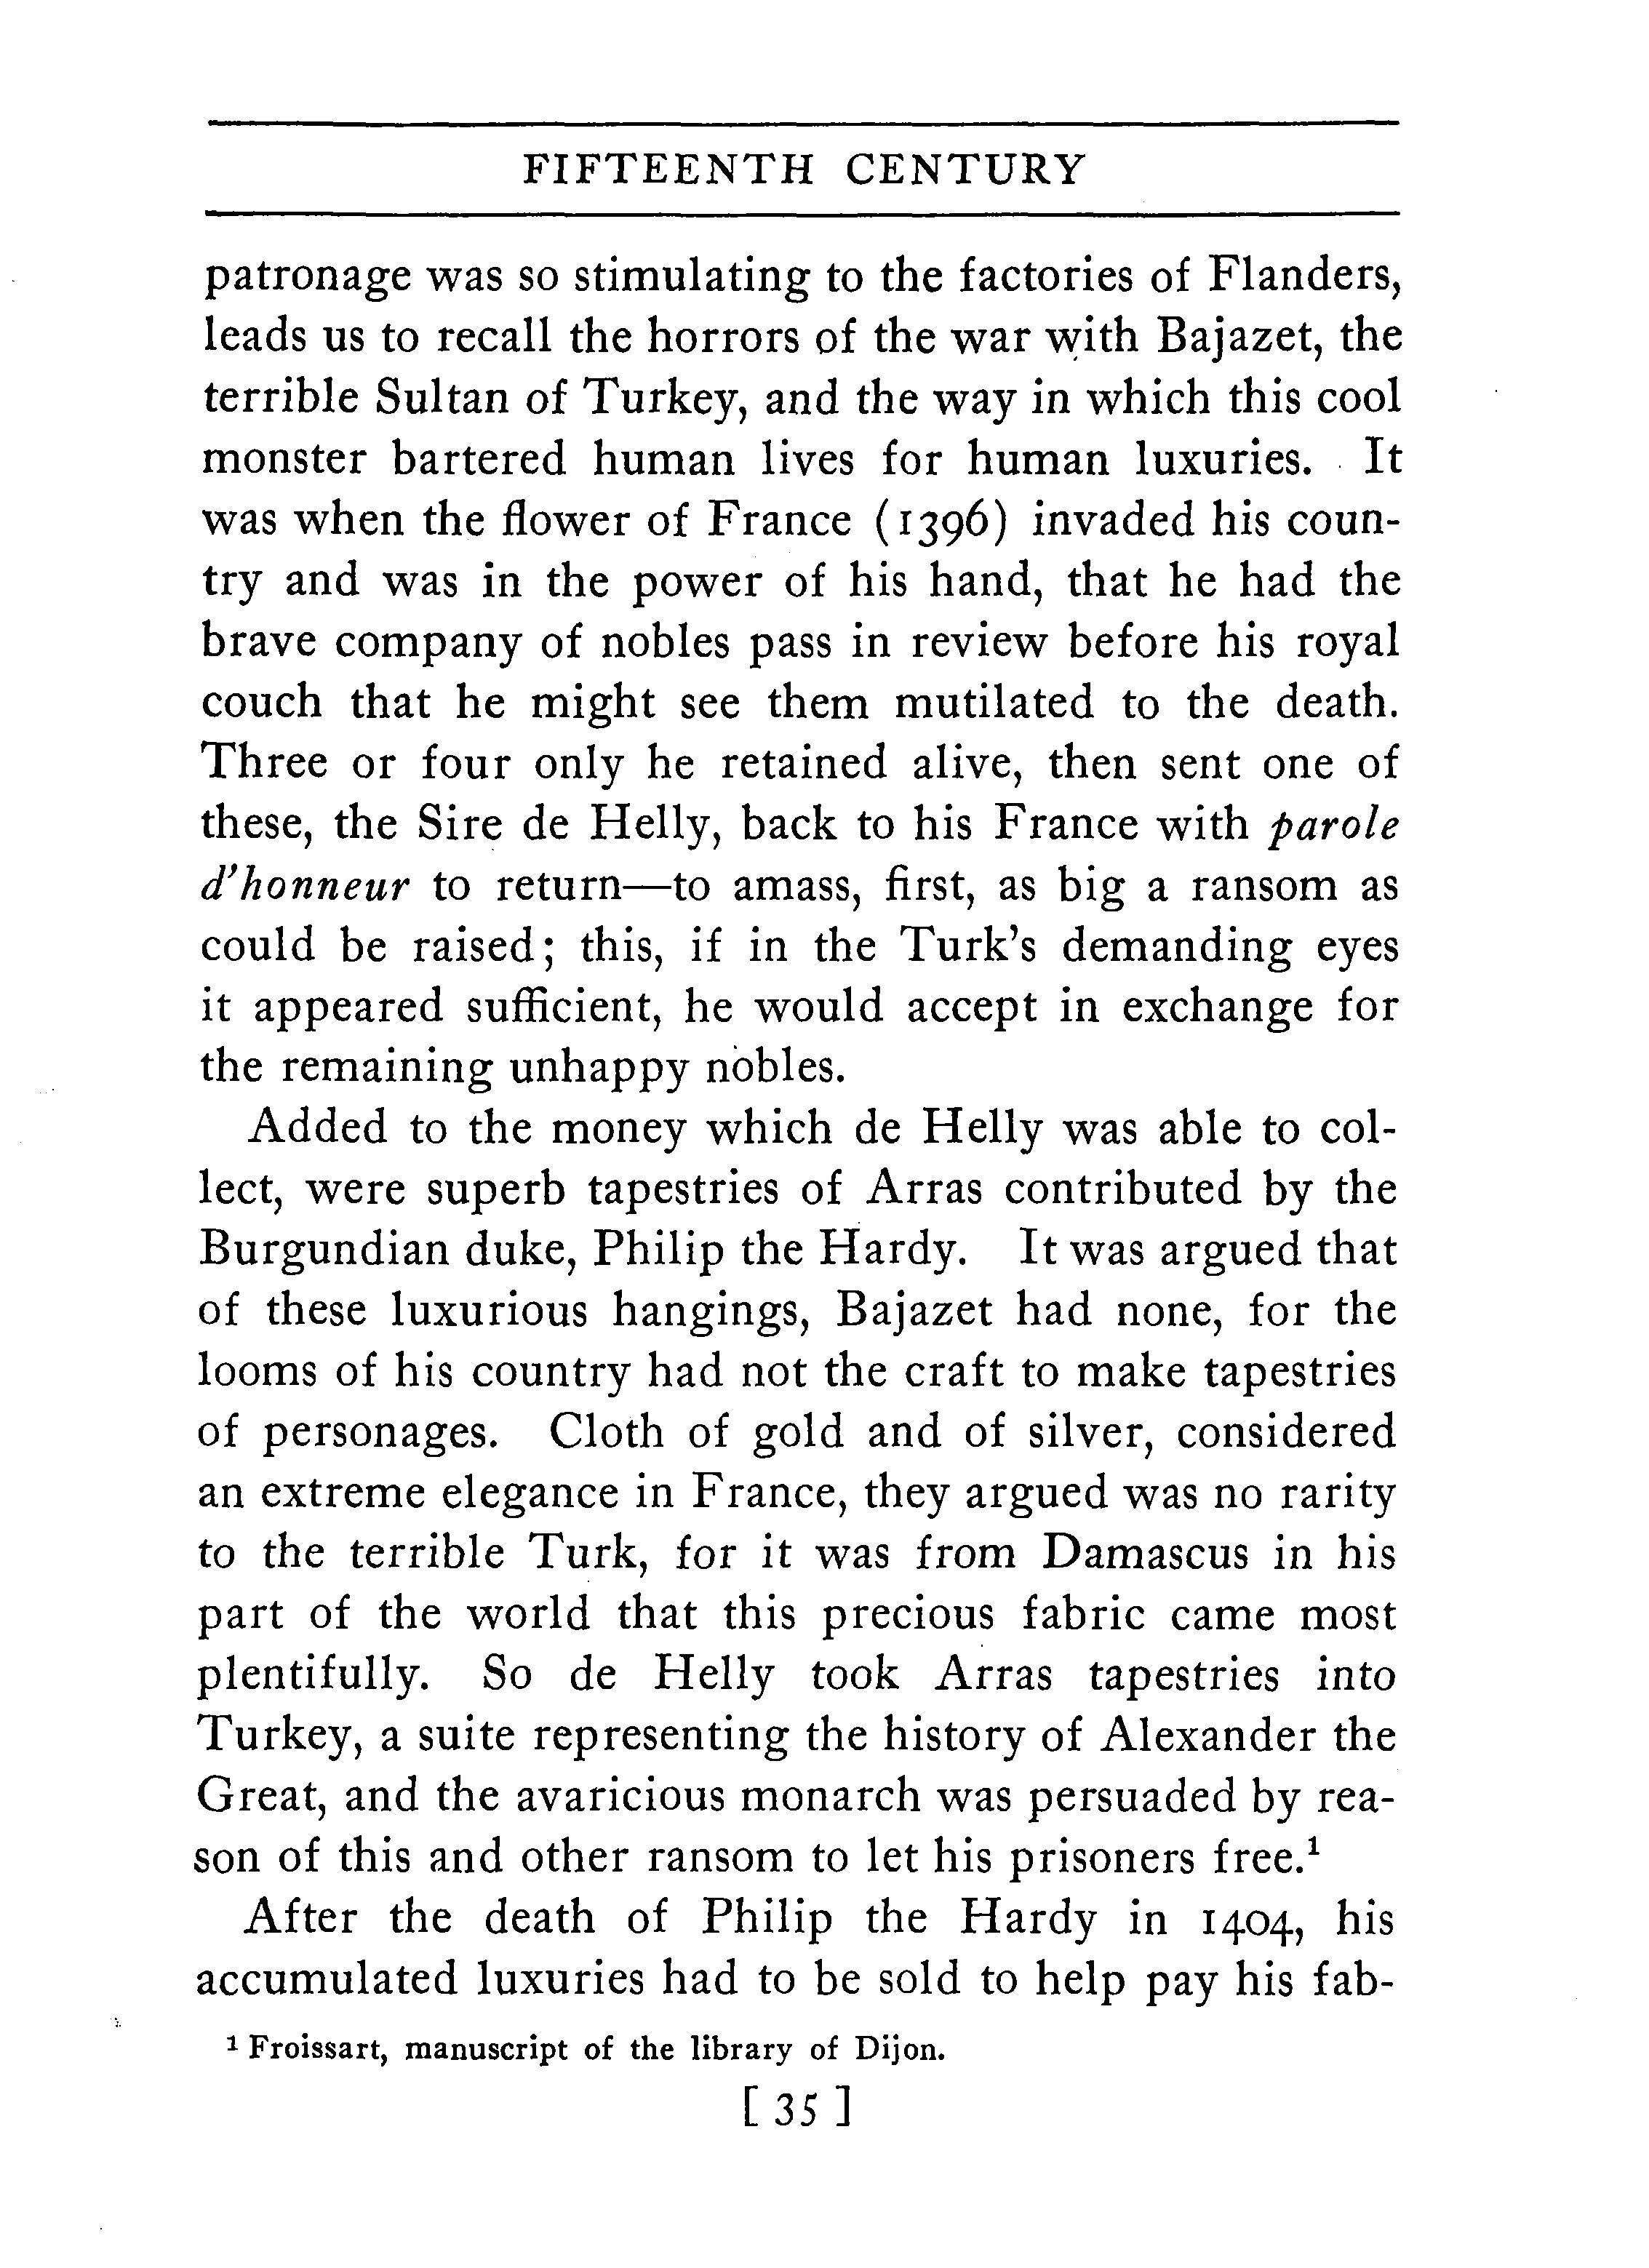 FIFTEENTH CENTURY
patronage was so stimulating to the factories of Flanders,
leads us to recall the horrors of the war with Bajazet, the
terrible Sultan of Turkey, and the way in which this cool
monster bartered human lives for human luxuries. It
was when the flower of France (1396) invaded his coun-
try and was in the power of his hand, that he had the
brave company of nobles pass in review before his royal
couch that he might see them mutilated to the death.
Three or four only he retained alive, then sent one of
these, the Sire de Helly, back to his France with parole
d'honneur to return—to amass, first, as big a ransom as
could be raised; this, if in the Turk's demanding eyes
it appeared sufficient, he would accept in exchange for
the remaining unhappy nobles.
Added to the money which de Helly was able to col-
lect, were superb tapestries of Arras contributed by the
Burgundian duke, Philip the Hardy. It was argued that
of these luxurious hangings, Bajazet had none, for the
looms of his country had not the craft to make tapestries
of personages. Cloth of gold and of silver, considered
an extreme elegance in France, they argued was no rarity
to the terrible Turk, for it was from Damascus in his
part of the world that this precious fabric came most
plentifully. So de Helly took Arras tapestries into
Turkey, a suite representing the history of Alexander the
Great, and the avaricious monarch was persuaded by rea-
son of this and other ransom to let his prisoners free.¹
After the death of Philip the Hardy in 1404, his
accumulated luxuries had to be sold to help pay his fab-
¹ Froissart, manuscript of the library of Dijon.
[ 35 ]